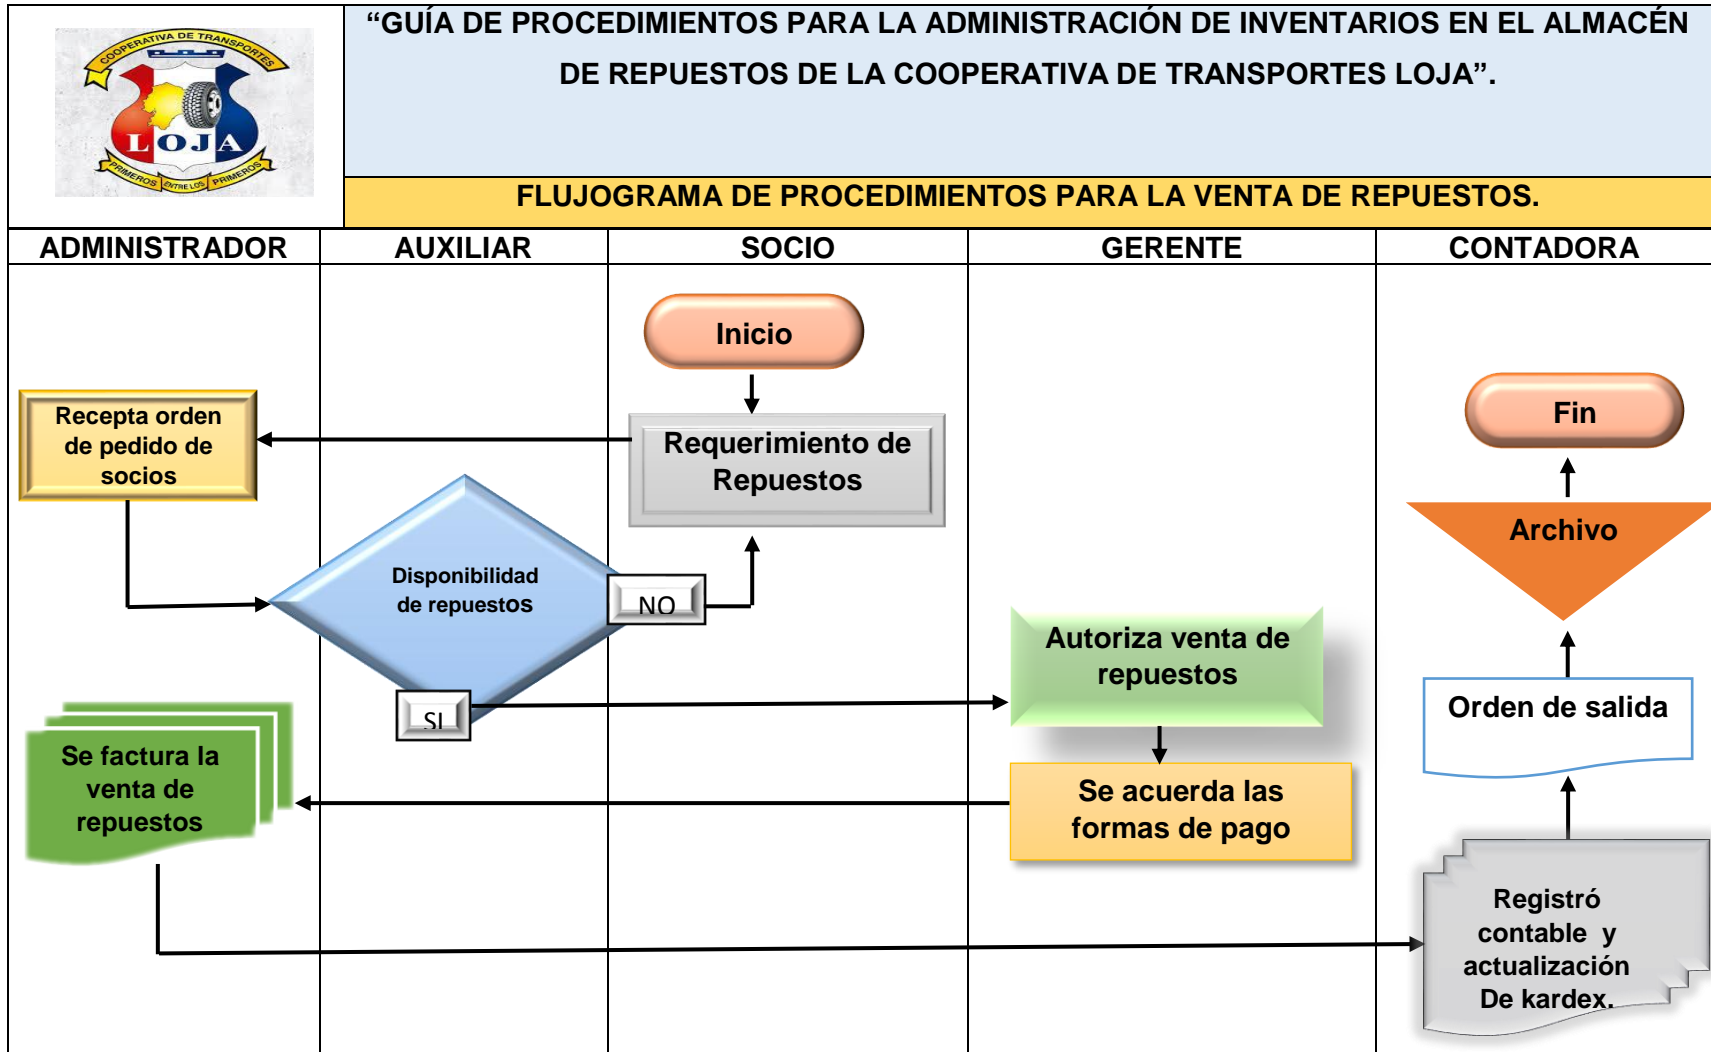 COOPERATIVA DE TRANSPORTES
LOJA
PRIMEROS ENTRE LOS PRIMEROS
“GUÍA DE PROCEDIMIENTOS PARA LA ADMINISTRACIÓN DE INVENTARIOS EN EL ALMACÉN
DE REPUESTOS DE LA COOPERATIVA DE TRANSPORTES LOJA”.
FLUJOGRAMA DE PROCEDIMIENTOS PARA LA VENTA DE REPUESTOS.
ADMINISTRADOR
AUXILIAR
SOCIO
GERENTE
CONTADORA
Inicio
Requerimiento de
Repuestos
Recepta orden
de pedido de
socios
Disponibilidad
de repuestos
NO
SI
Autoriza venta de
repuestos
Se acuerda las
formas de pago
Se factura la
venta de
repuestos
Registró
contable y
actualización
De kardex.
Orden de salida
Archivo
Fin